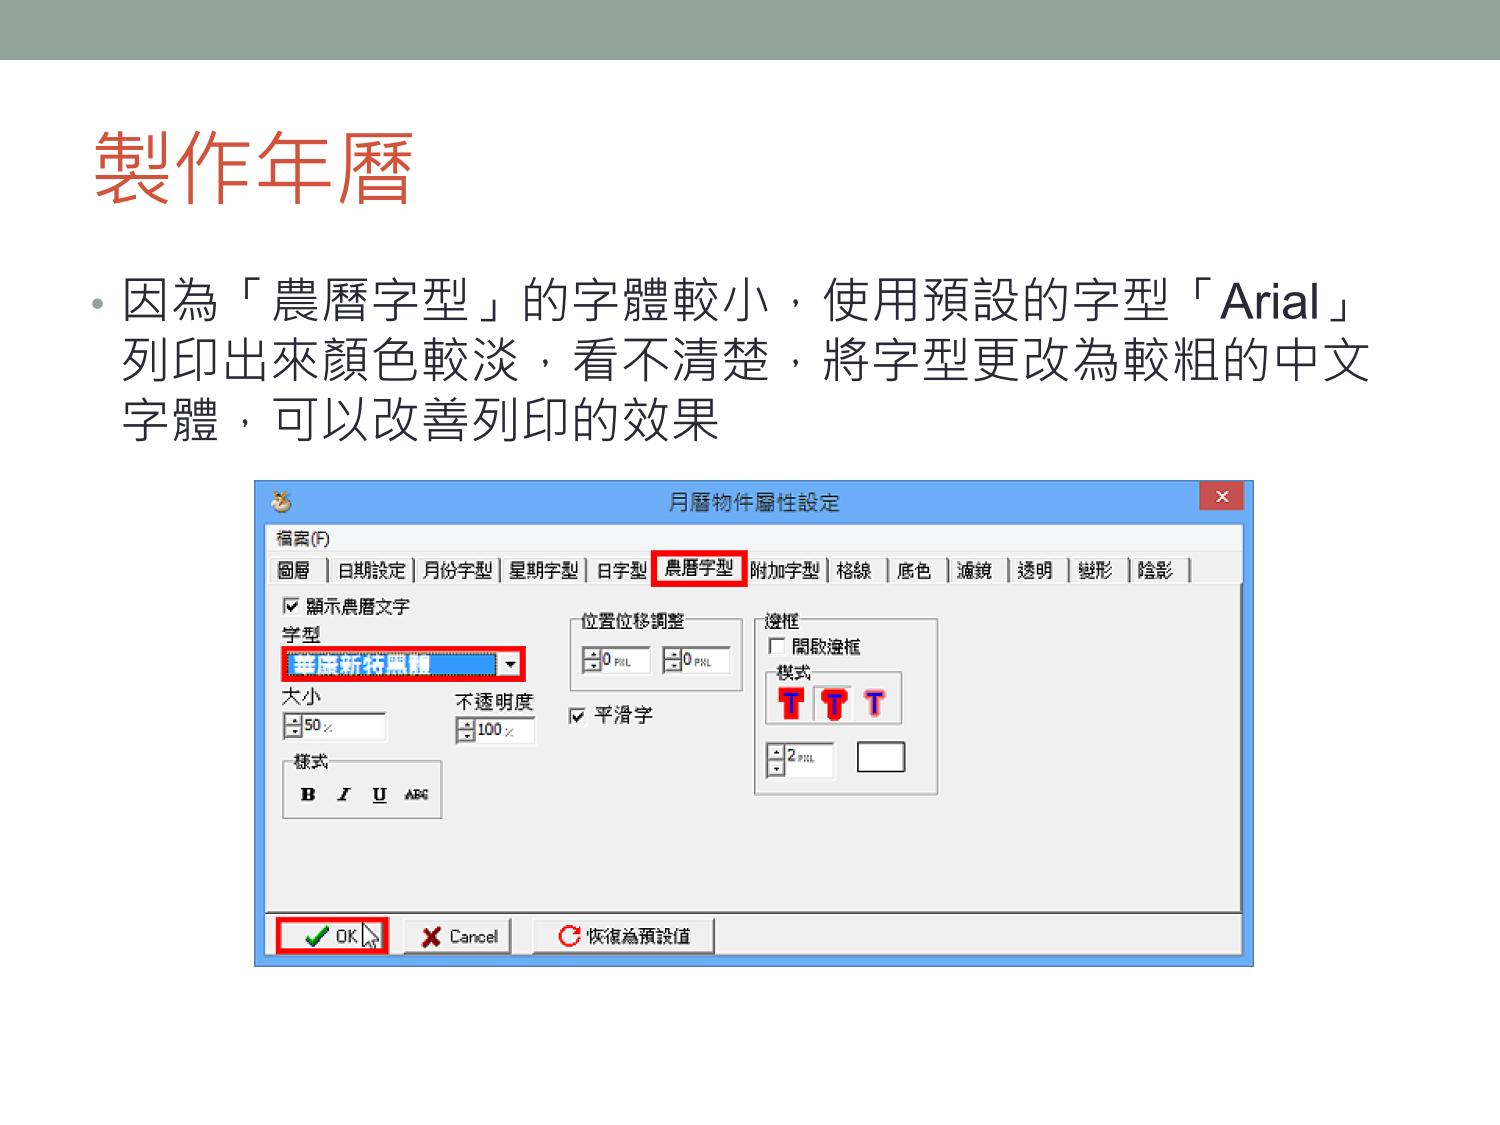 製作年曆
• 因為「農曆字型」的字體較小，使用預設的字型「Arial」
列印出來顏色較淡，看不清楚，將字型更改為較粗的中文
字體，可以改善列印的效果
月曆物件屬性設定
檔案(F)
圖層 日期設定 月份字型 星期字型 日字型 農曆字型 附加字型 格線 底色 濾鏡 透明 變形 陰影
顯示農曆文字
字型
華康新特黑體
大小 不透明度
50% 100%
樣式
B I U ABC
位置位移調整
0 PXL 0 PXL
平滑字
邊框
開啟邊框
模式
T T T
2 PXL
OK Cancel 恢復為預設值